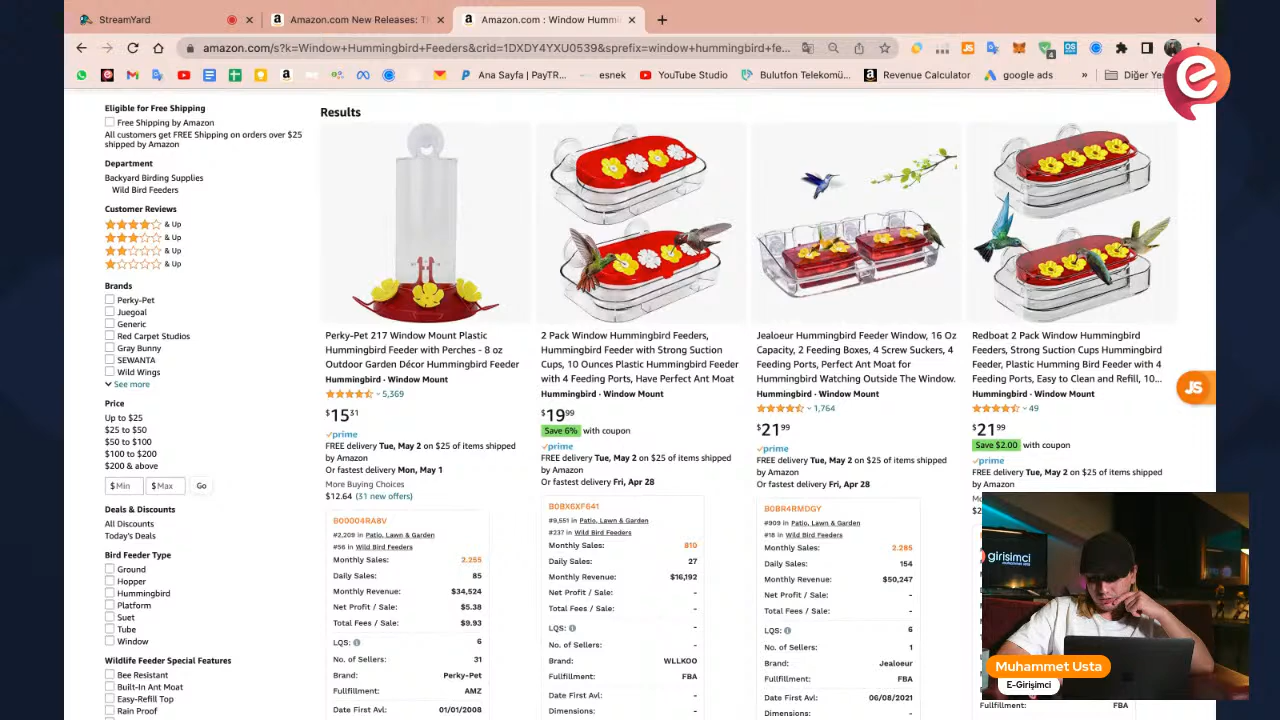 StreamYard
Amazon.com New Releases: Th
Amazon.com : Window Hummi
amazon.com/s?k=Window+Hummingbird+Feeders&crid=1DXDY4YXU0539&sprefix=window+hummingbird+fe...
Ana Sayfa | PayTR...
esnek
YouTube Studio
Bulutfon Telekomü...
Revenue Calculator
google ads
»
Diğer Yer
Eligible for Free Shipping
Free Shipping by Amazon
All customers get FREE Shipping on orders over $25
shipped by Amazon
Department
Backyard Birding Supplies
Wild Bird Feeders
Customer Reviews
& Up
& Up
& Up
& Up
Brands
Perky-Pet
Juegoal
Generic
Red Carpet Studios
Gray Bunny
SEWANTA
Wild Wings
See more
Price
Up to $25
$25 to $50
$50 to $100
$100 to $200
$200 & above
$ Min
$ Max
Go
Deals & Discounts
All Discounts
Today's Deals
Bird Feeder Type
Ground
Hopper
Hummingbird
Platform
Suet
Tube
Window
Wildlife Feeder Special Features
Bee Resistant
Built-In Ant Moat
Easy-Refill Top
Rain Proof
Results
Perky-Pet 217 Window Mount Plastic
Hummingbird Feeder with Perches - 8 oz
Outdoor Garden Décor Hummingbird Feeder
Hummingbird · Window Mount
5,369
$15 31
prime
FREE delivery Tue, May 2 on $25 of items shipped
by Amazon
Or fastest delivery Mon, May 1
More Buying Choices
$12.64 (31 new offers)
B00004RA8V
#2,209 in Patio, Lawn & Garden
#56 in Wild Bird Feeders
Monthly Sales: 2.255
Daily Sales: 85
Monthly Revenue: $34,524
Net Profit / Sale: $5.38
Total Fees / Sale: $9.93
LQS: 6
No. of Sellers: 31
Brand: Perky-Pet
Fullfilment: AMZ
Date First Avl: 01/01/2008
2 Pack Window Hummingbird Feeders,
Hummingbird Feeder with Strong Suction
Cups, 10 Ounces Plastic Hummingbird Feeder
with 4 Feeding Ports, Have Perfect Ant Moat
Hummingbird · Window Mount
$19 99
Save 6% with coupon
prime
FREE delivery Tue, May 2 on $25 of items shipped
by Amazon
Or fastest delivery Fri, Apr 28
B0BX6XF641
#9,551 in Patio, Lawn & Garden
#237 in Wild Bird Feeders
Monthly Sales: 810
Daily Sales: 27
Monthly Revenue: $16,192
Net Profit / Sale: -
Total Fees / Sale: -
LQS: -
No. of Sellers: -
Brand: WLLKOO
Fullfilment: FBA
Date First Avl: -
Dimensions: -
Jealoeur Hummingbird Feeder Window, 16 Oz
Capacity, 2 Feeding Boxes, 4 Screw Suckers, 4
Feeding Ports, Perfect Ant Moat for
Hummingbird Watching Outside The Window.
Hummingbird · Window Mount
1,764
$21 99
prime
FREE delivery Tue, May 2 on $25 of items shipped
by Amazon
Or fastest delivery Fri, Apr 28
B0BR4RMDGY
#909 in Patio, Lawn & Garden
#18 in Wild Bird Feeders
Monthly Sales: 2.285
Daily Sales: 154
Monthly Revenue: $50,247
Net Profit / Sale: -
Total Fees / Sale: -
LQS: 6
No. of Sellers: 1
Brand: Jealoeur
Fullfilment: FBA
Date First Avl: 06/08/2021
Dimensions: -
Redboat 2 Pack Window Hummingbird
Feeders, Strong Suction Cups Hummingbird
Feeder, Plastic Humming Bird Feeder with 4
Feeding Ports, Easy to Clean and Refill, 10...
Hummingbird · Window Mount
49
$21 99
Save $2.00 with coupon
prime
FREE delivery Tue, May 2 on $25 of items shipped
by Amazon
FBA
JS
girisimci
Muhammet Usta
E-Girişimci